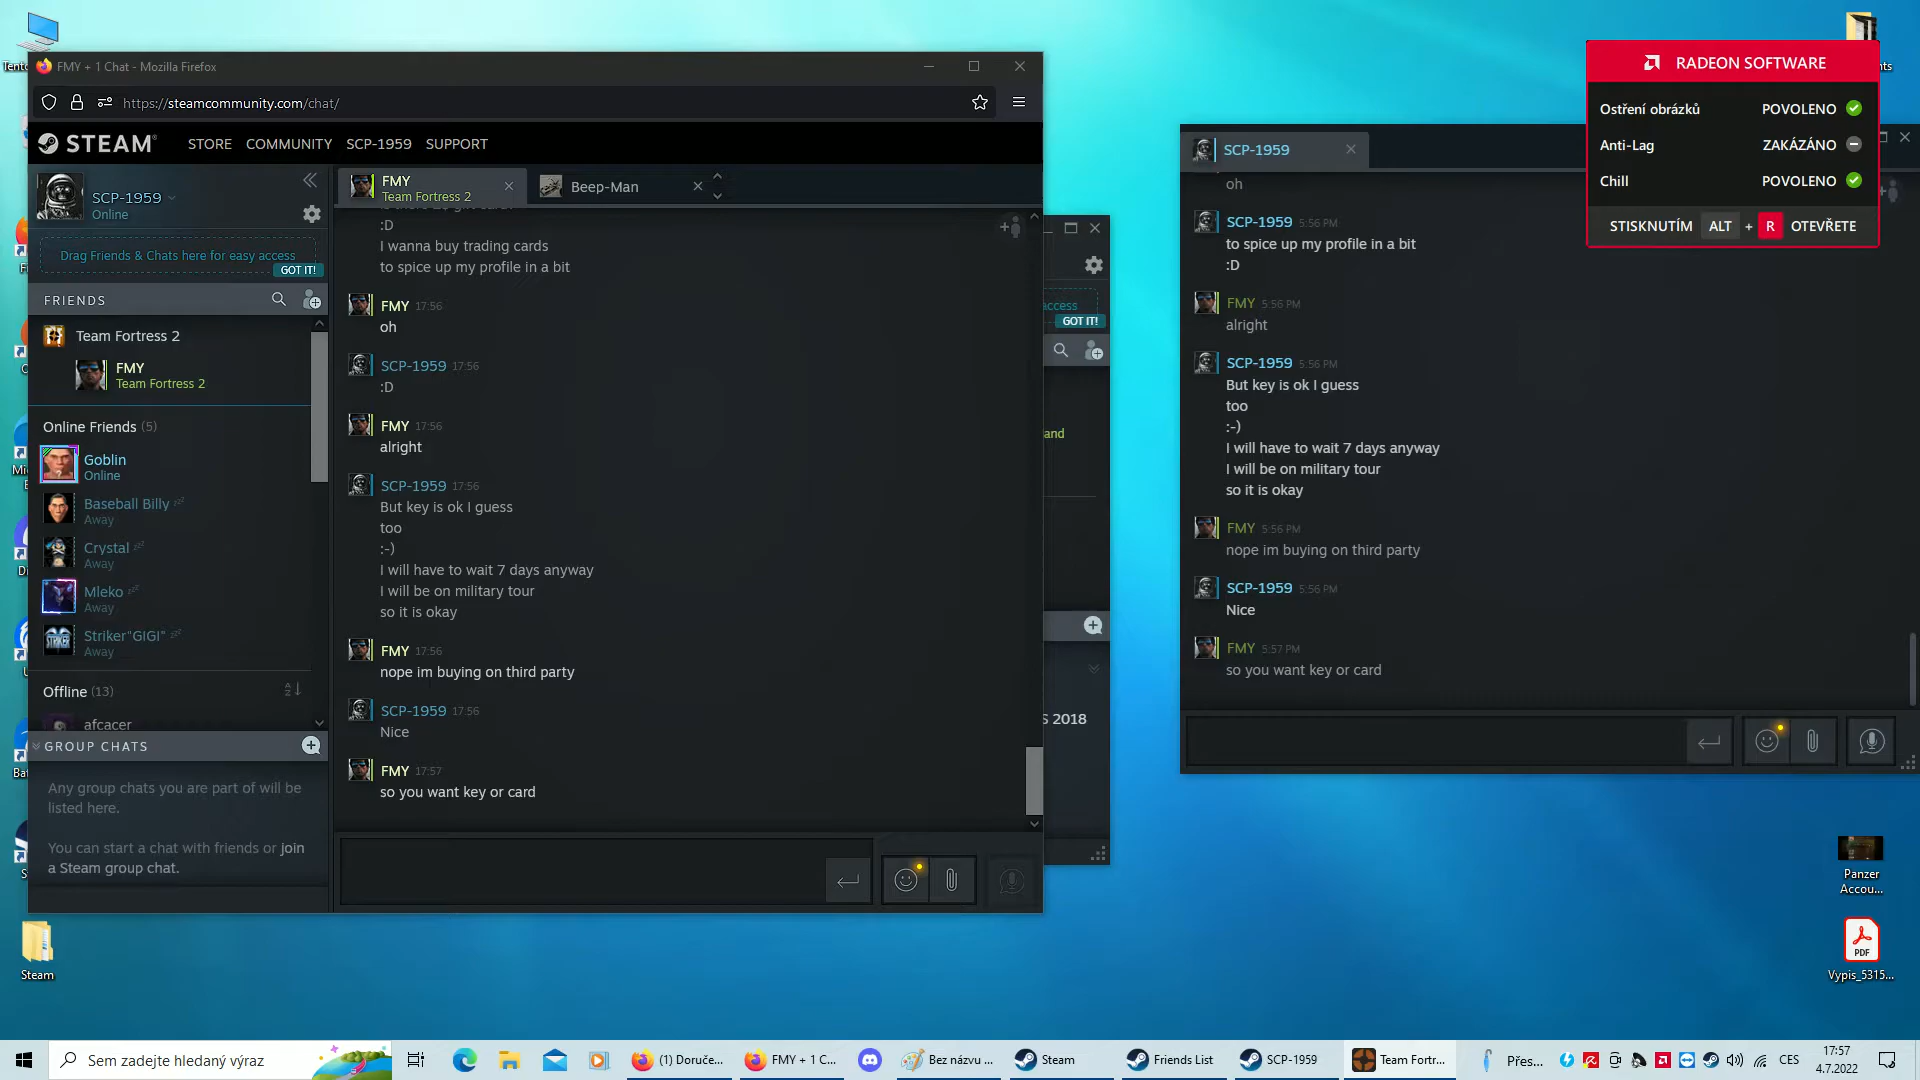 FMY + 1 Chat - Mozilla Firefox
https://steamcommunity.com/chat/
STEAM
STORE
COMMUNITY
SCP-1959
SUPPORT
SCP-1959
Online
Drag Friends & Chats here for easy access
GOT IT!
FRIENDS
Team Fortress 2
FMY
Team Fortress 2
Online Friends (5)
Goblin
Online
Baseball Billy
Away
Crystal
Away
Mleko
Away
Striker"GIGI"
Away
Offline (13)
afcacer
GROUP CHATS
Any group chats you are part of will be
listed here.
You can start a chat with friends or join
a Steam group chat.
FMY
Team Fortress 2
Beep-Man
:D
I wanna buy trading cards
to spice up my profile in a bit
FMY 17:56
oh
SCP-1959 17:56
:D
FMY 17:56
alright
SCP-1959 17:56
But key is ok I guess
too
:-)
I will have to wait 7 days anyway
I will be on military tour
so it is okay
FMY 17:56
nope im buying on third party
SCP-1959 17:56
Nice
FMY 17:57
so you want key or card
access
GOT IT!
and
S 2018
SCP-1959
oh
SCP-1959 5:56 PM
to spice up my profile in a bit
:D
FMY 5:56 PM
alright
SCP-1959 5:56 PM
But key is ok I guess
too
:-)
I will have to wait 7 days anyway
I will be on military tour
so it is okay
FMY 5:56 PM
nope im buying on third party
SCP-1959 5:56 PM
Nice
FMY 5:57 PM
so you want key or card
RADEON SOFTWARE
Ostření obrázků POVOLENO
Anti-Lag ZAKÁZÁNO
Chill POVOLENO
STISKNUTÍM ALT + R OTEVŘETE
Panzer
Accou...
PDF
Vypis_5315...
Steam
Sem zadejte hledaný výraz
(1) Doruče...
FMY + 1 C...
Bez názvu ...
Steam
Friends List
SCP-1959
Team Fortr...
Přes...
CES
17:57
4.7.2022